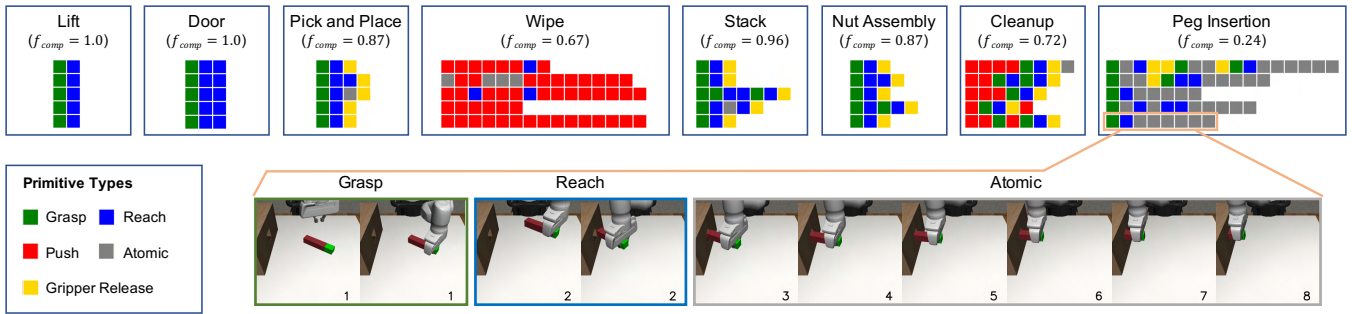 Lift
(f_comp = 1.0)
Door
(f_comp = 1.0)
Pick and Place
(f_comp = 0.87)
Wipe
(f_comp = 0.67)
Stack
(f_comp = 0.96)
Nut Assembly
(f_comp = 0.87)
Cleanup
(f_comp = 0.72)
Peg Insertion
(f_comp = 0.24)
Primitive Types
Grasp
Reach
Push
Atomic
Gripper Release
Grasp
Reach
Atomic
1
1
2
2
3
4
5
6
7
8